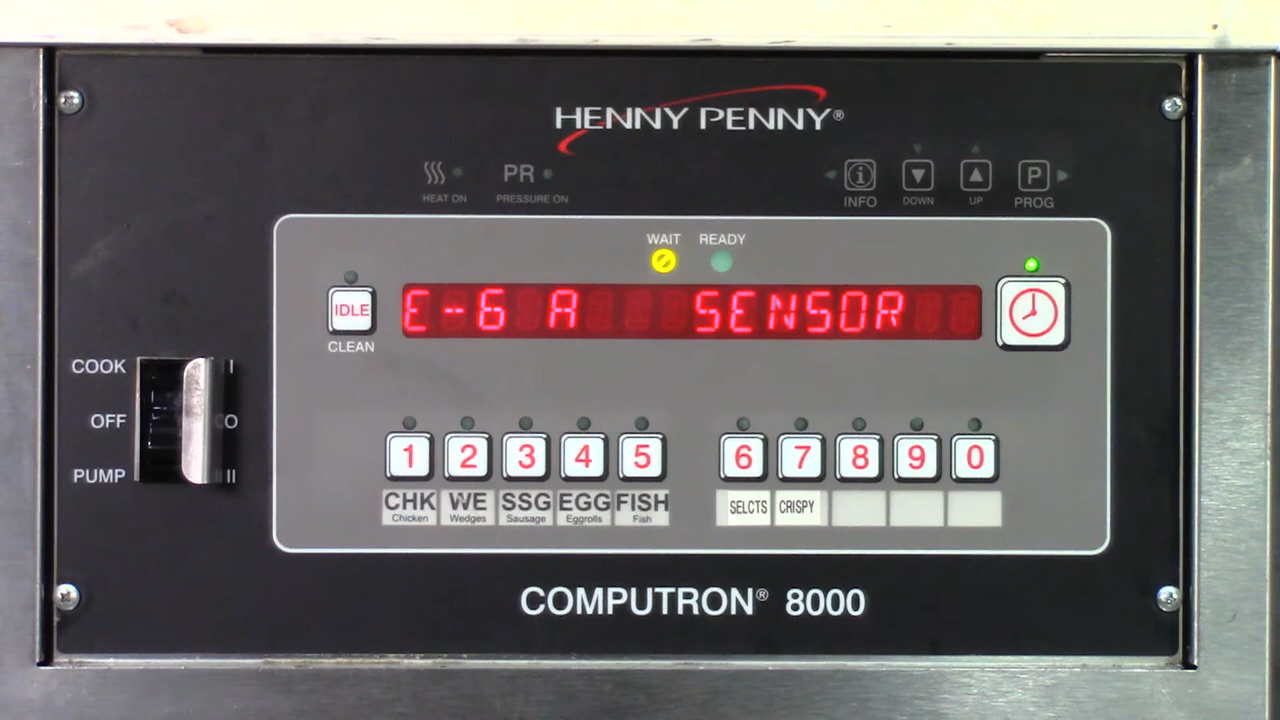 HENNY PENNY®
HEAT ON
PR
PRESSURE ON
INFO
DOWN
UP
P
PROG
WAIT
READY
IDLE
CLEAN
E-6 A SENSOR
COOK I
OFF O
PUMP II
1 2 3 4 5 6 7 8 9 0
CHK WE SSG EGG FISH SELCTS CRISPY
Chicken Wedges Sausage Eggrolls Fish
COMPUTRON® 8000